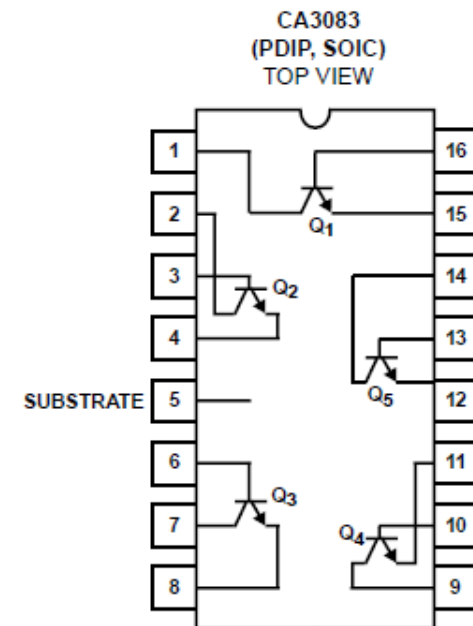 CA3083
(PDIP, SOIC)
TOP VIEW
1
16
2
15
Q1
3
14
Q2
4
13
SUBSTRATE 5
12
Q5
6
11
Q3
7
10
Q4
8
9